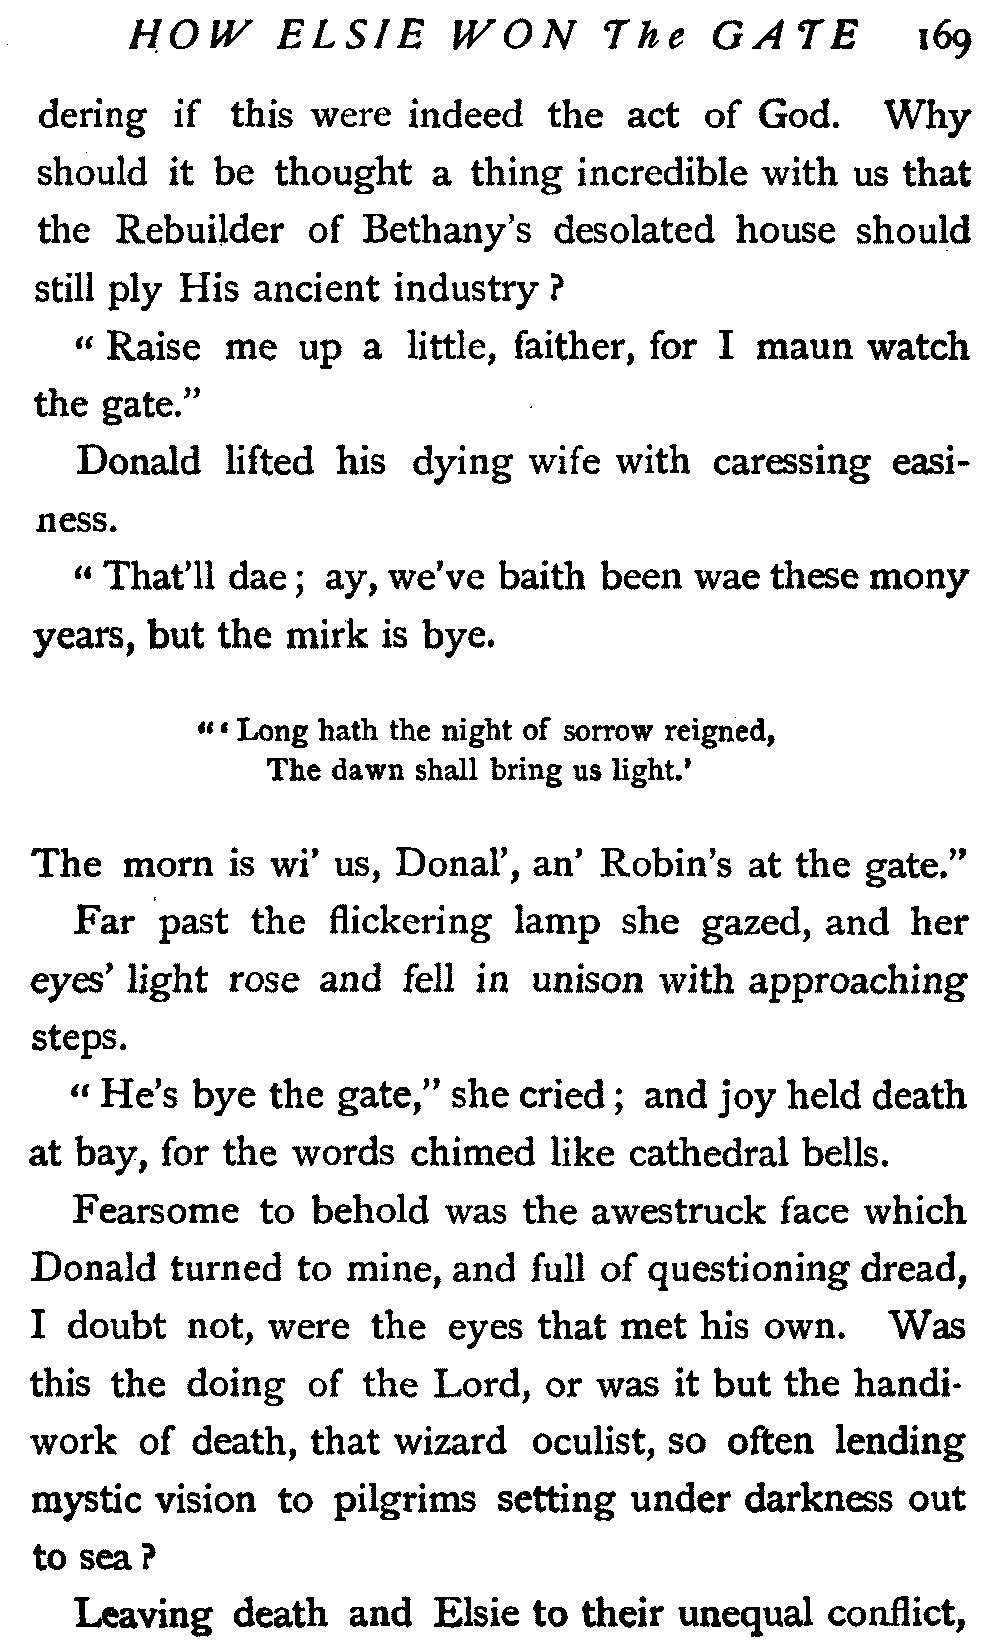 HOW ELSIE WON The GATE 169
dering if this were indeed the act of God. Why
should it be thought a thing incredible with us that
the Rebuilder of Bethany's desolated house should
still ply His ancient industry ?
“ Raise me up a little, faither, for I maun watch
the gate.”
Donald lifted his dying wife with caressing easi-
ness.
“ That'll dae ; ay, we've baith been wae these mony
years, but the mirk is bye.
“ ‘ Long hath the night of sorrow reigned,
The dawn shall bring us light.’
The morn is wi’ us, Donal’, an’ Robin's at the gate.”
Far past the flickering lamp she gazed, and her
eyes’ light rose and fell in unison with approaching
steps.
“ He's bye the gate,” she cried ; and joy held death
at bay, for the words chimed like cathedral bells.
Fearsome to behold was the awestruck face which
Donald turned to mine, and full of questioning dread,
I doubt not, were the eyes that met his own. Was
this the doing of the Lord, or was it but the handi-
work of death, that wizard oculist, so often lending
mystic vision to pilgrims setting under darkness out
to sea ?
Leaving death and Elsie to their unequal conflict,